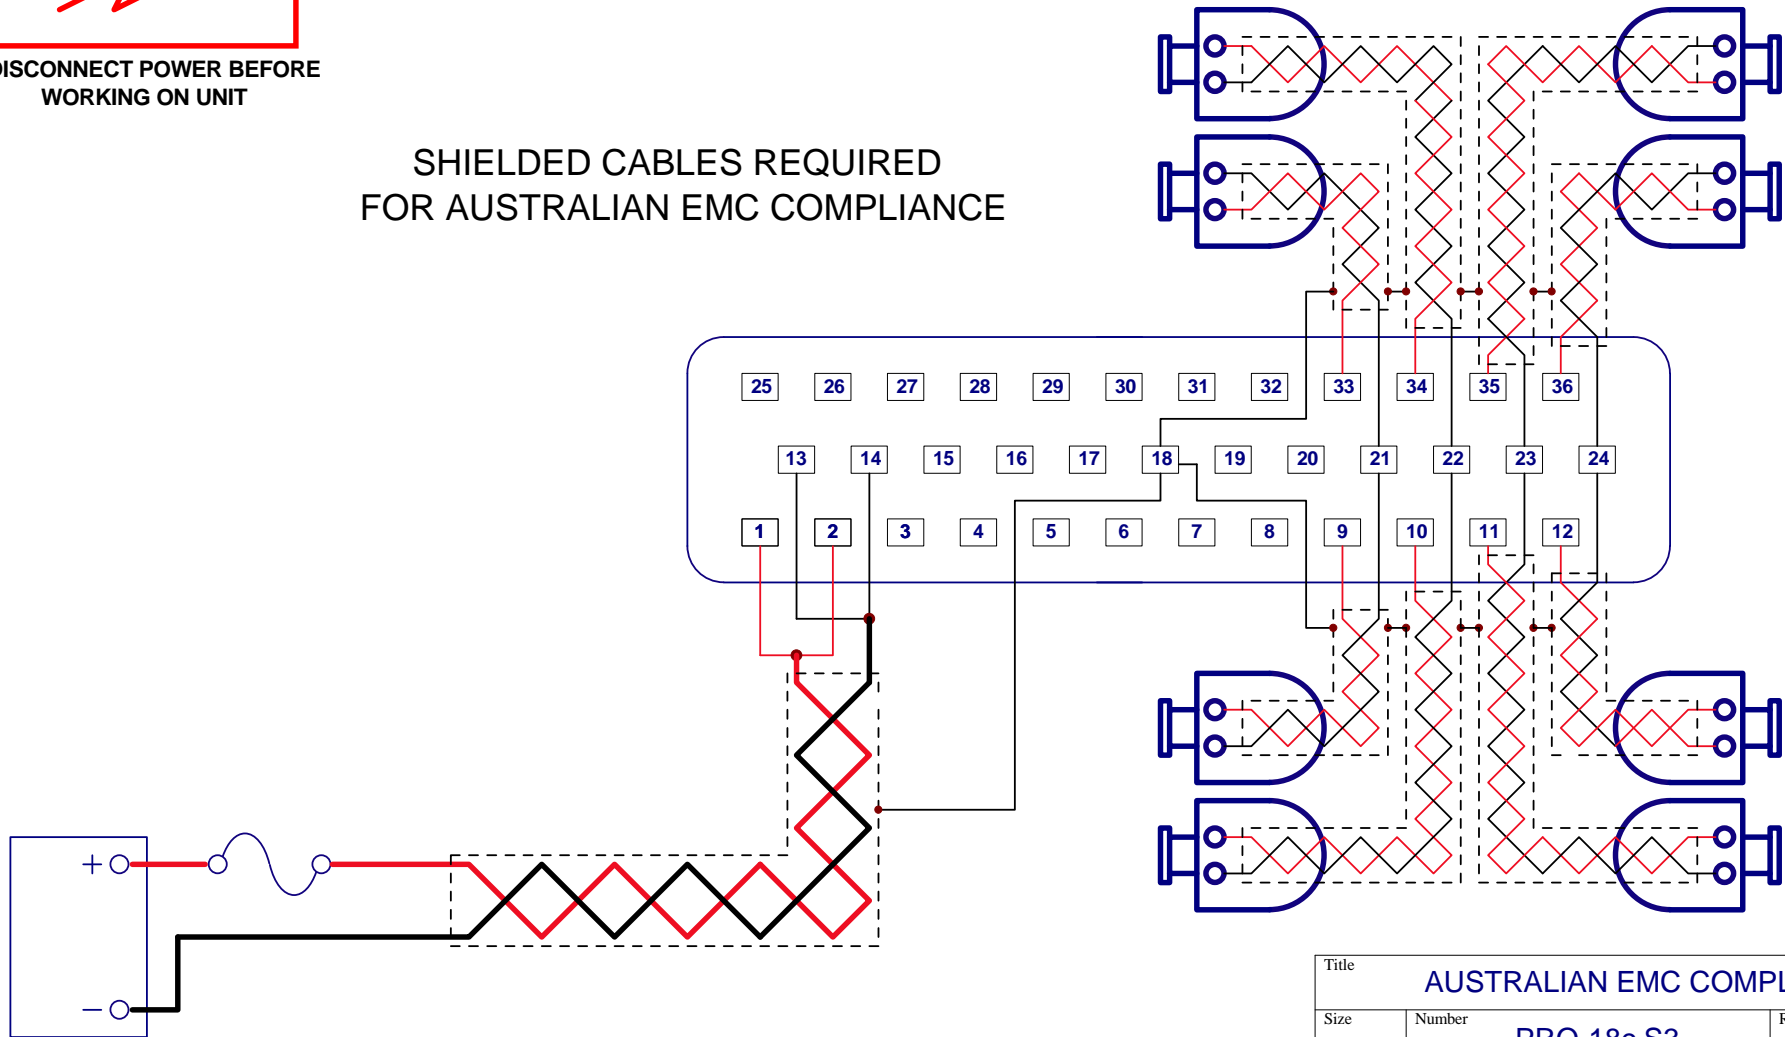 DISCONNECT POWER BEFORE
WORKING ON UNIT
SHIELDED CABLES REQUIRED
FOR AUSTRALIAN EMC COMPLIANCE
25 26 27 28 29 30 31 32 33 34 35 36
13 14 15 16 17 18 19 20 21 22 23 24
1 2 3 4 5 6 7 8 9 10 11 12
+
−
Title
AUSTRALIAN EMC COMPL
Size Number R